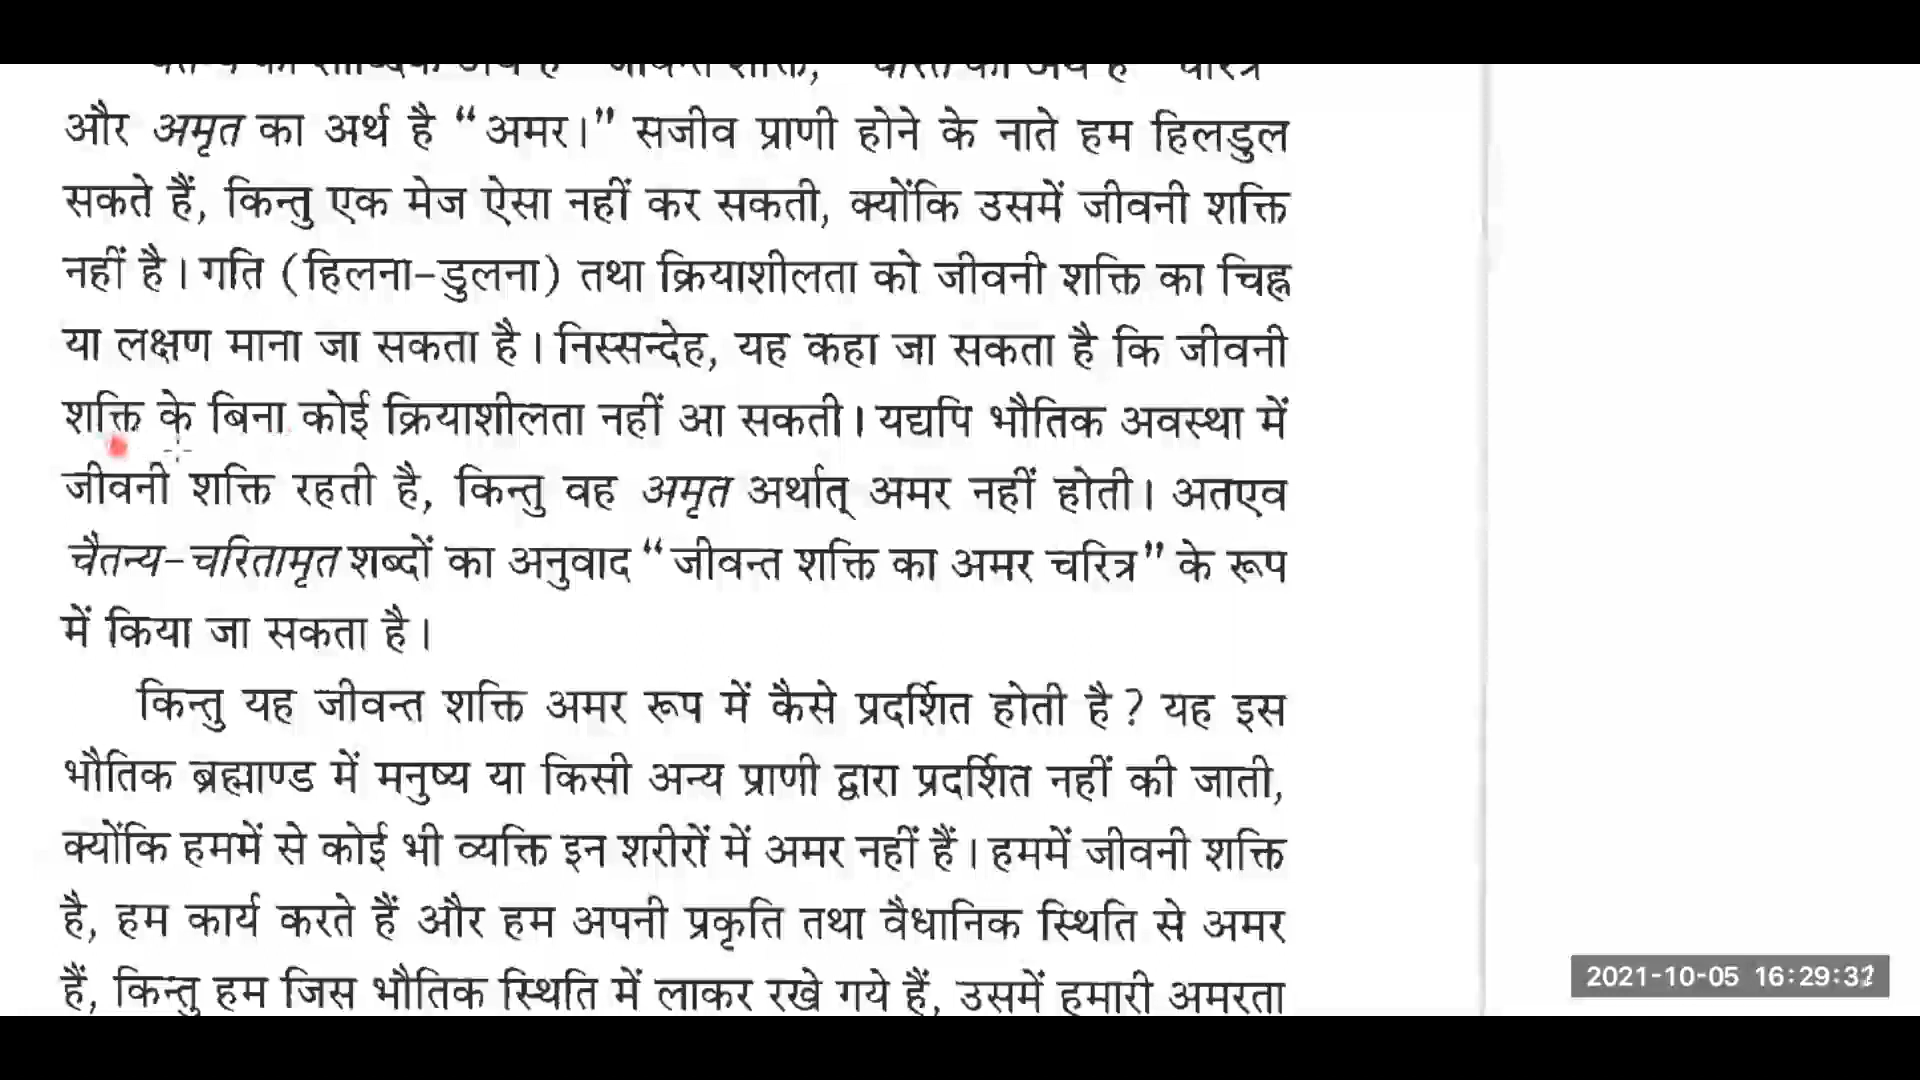 और अमृत का अर्थ है “अमर।” सजीव प्राणी होने के नाते हम हिलडुल
सकते हैं, किन्तु एक मेज ऐसा नहीं कर सकती, क्योंकि उसमें जीवनी शक्ति
नहीं है। गति (हिलना-डुलना) तथा क्रियाशीलता को जीवनी शक्ति का चिह्न
या लक्षण माना जा सकता है। निस्सन्देह, यह कहा जा सकता है कि जीवनी
शक्ति के बिना कोई क्रियाशीलता नहीं आ सकती। यद्यपि भौतिक अवस्था में
जीवनी शक्ति रहती है, किन्तु वह अमृत अर्थात् अमर नहीं होती। अतएव
चैतन्य-चरितामृत शब्दों का अनुवाद “जीवन्त शक्ति का अमर चरित्र” के रूप
में किया जा सकता है।
किन्तु यह जीवन्त शक्ति अमर रूप में कैसे प्रदर्शित होती है? यह इस
भौतिक ब्रह्माण्ड में मनुष्य या किसी अन्य प्राणी द्वारा प्रदर्शित नहीं की जाती,
क्योंकि हममें से कोई भी व्यक्ति इन शरीरों में अमर नहीं हैं। हममें जीवनी शक्ति
है, हम कार्य करते हैं और हम अपनी प्रकृति तथा वैधानिक स्थिति से अमर
हैं, किन्तु हम जिस भौतिक स्थिति में लाकर रखे गये हैं, उसमें हमारी अमरता
2021-10-05